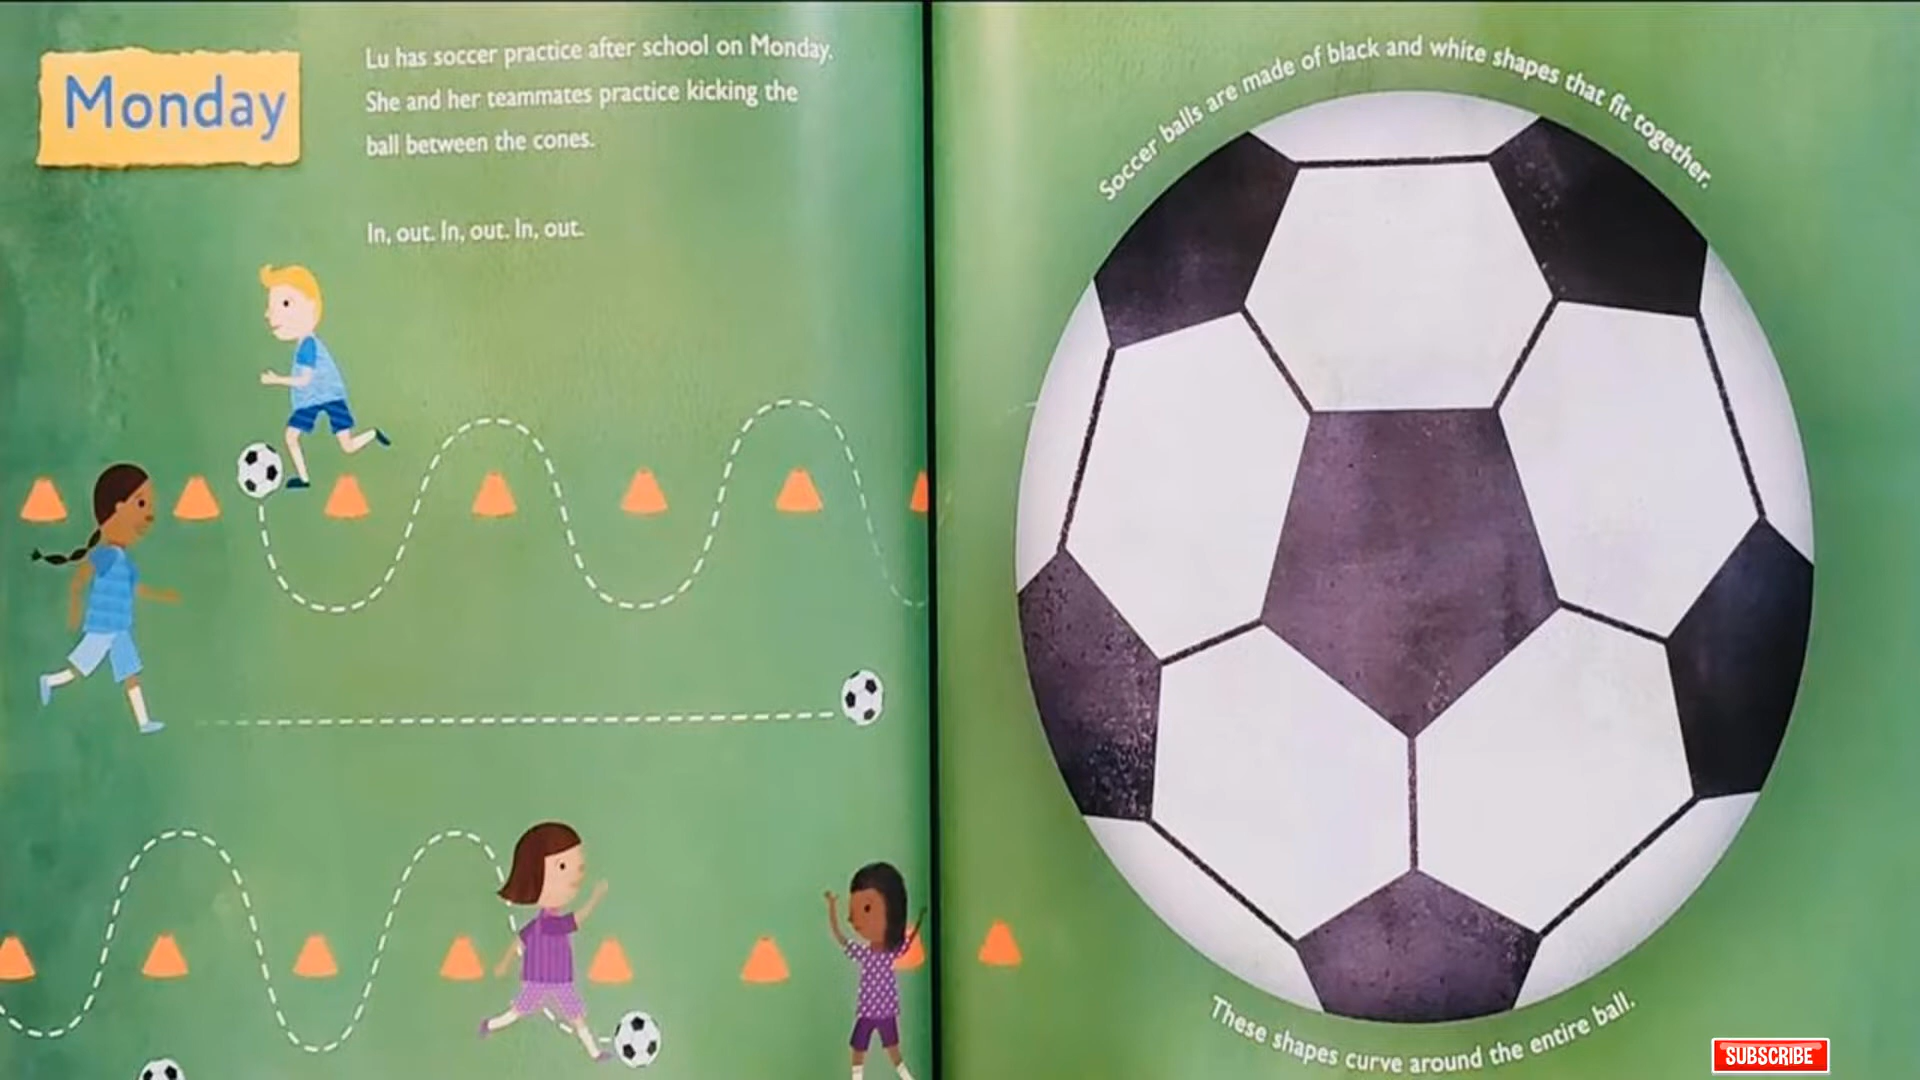 Monday
Lu has soccer practice after school on Monday.
She and her teammates practice kicking the
ball between the cones.
In, out. In, out. In, out.
Soccer balls are made of black and white shapes that fit together.
These shapes curve around the entire ball.
SUBSCRIBE